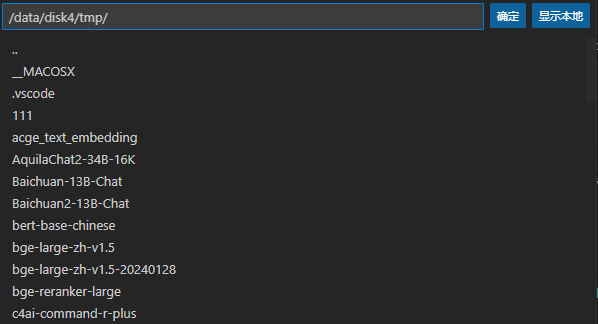 /data/disk4/tmp/ 确定 显示本地
..
__MACOSX
.vscode
111
acge_text_embedding
AquilaChat2-34B-16K
Baichuan-13B-Chat
Baichuan2-13B-Chat
bert-base-chinese
bge-large-zh-v1.5
bge-large-zh-v1.5-20240128
bge-reranker-large
c4ai-command-r-plus